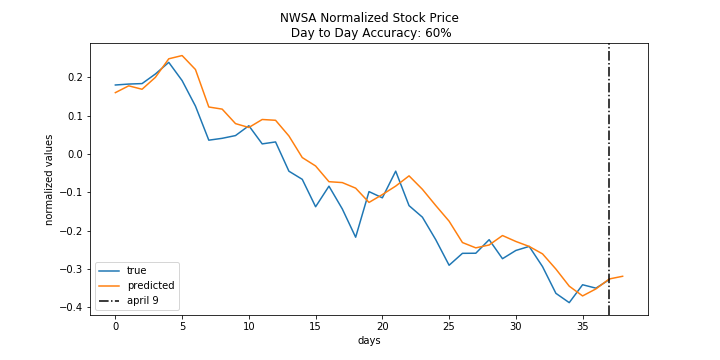 NWSA Normalized Stock Price
Day to Day Accuracy: 60%
normalized values
0.2
0.1
0.0
−0.1
−0.2
−0.3
−0.4
true
predicted
april 9
0 5 10 15 20 25 30 35
days